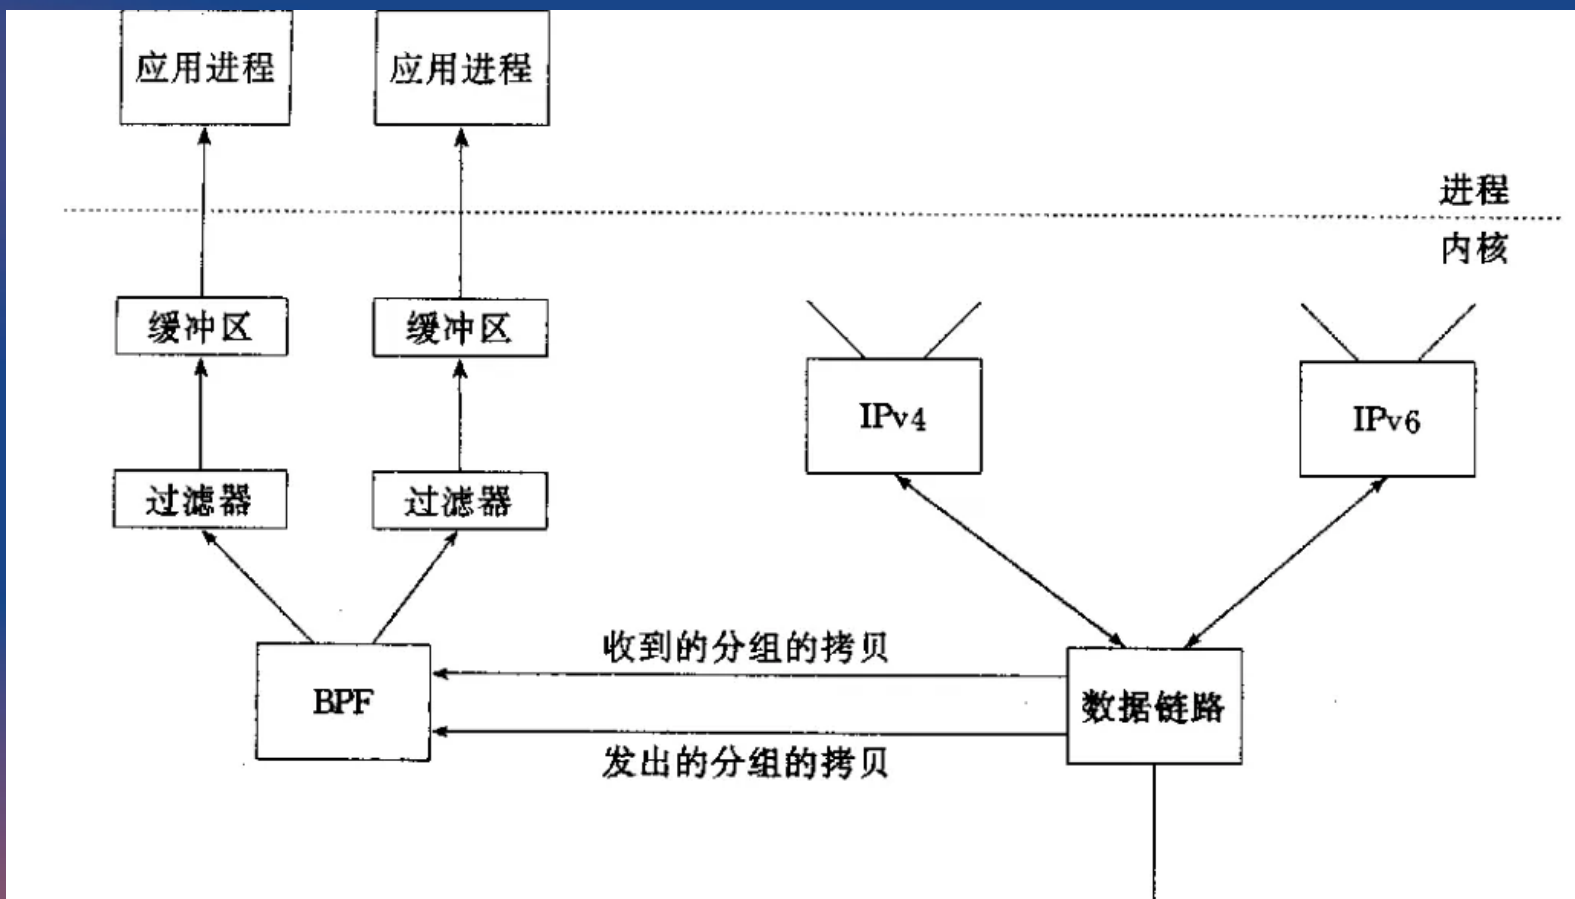 应用进程
应用进程
进程
内核
缓冲区
缓冲区
IPv4
IPv6
过滤器
过滤器
收到的分组的拷贝
BPF
数据链路
发出的分组的拷贝